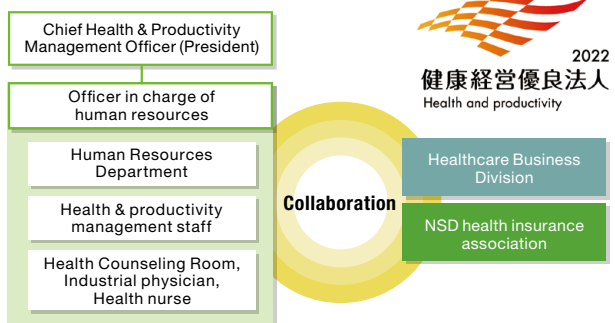 Chief Health & Productivity
Management Officer (President)
Officer in charge of
human resources
Human Resources
Department
Health & productivity
management staff
Health Counseling Room,
Industrial physician,
Health nurse
Collaboration
2022
健康経営優良法人
Health and productivity
Healthcare Business
Division
NSD health insurance
association